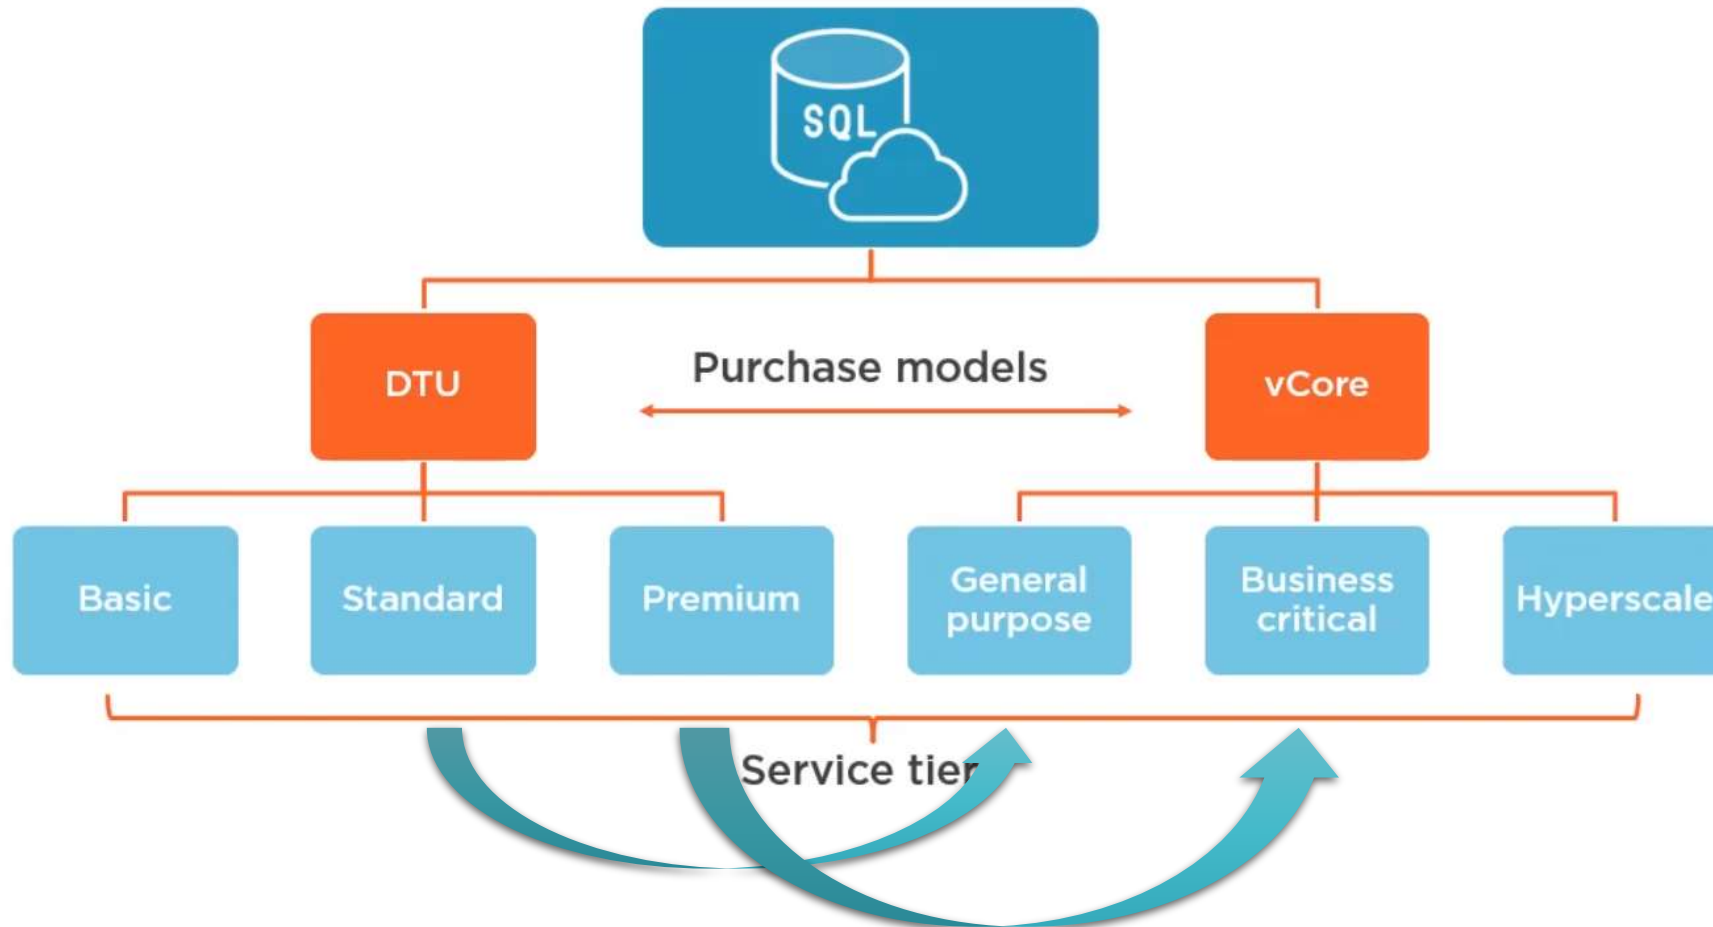 SQL
DTU
Purchase models
vCore
Basic
Standard
Premium
General
purpose
Business
critical
Hyperscale
Service tier